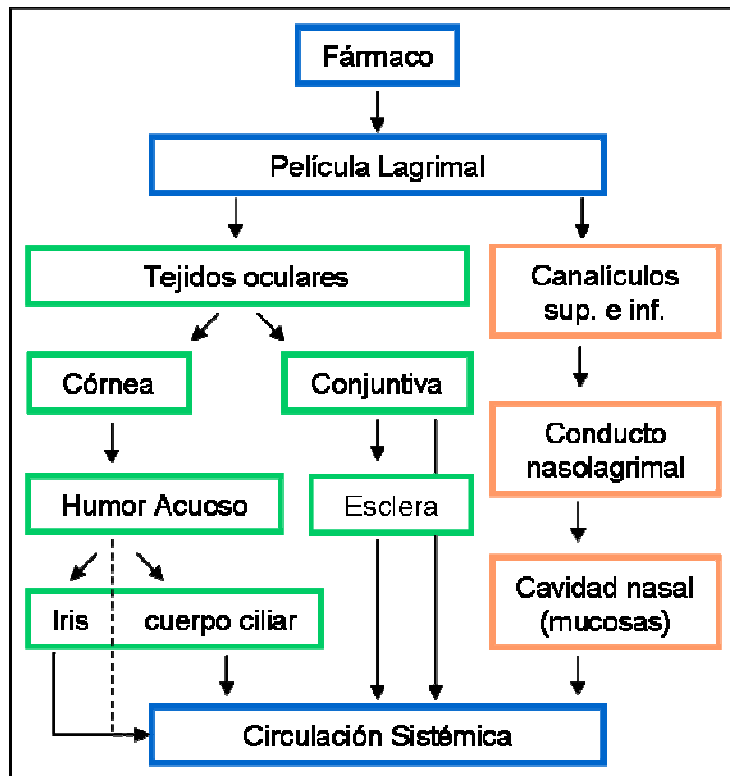 Fármaco
Película Lagrimal
Tejidos oculares
Canalículos
sup. e inf.
Córnea
Conjuntiva
Conducto
nasolagrimal
Humor Acuoso
Esclera
Iris cuerpo ciliar
Cavidad nasal
(mucosas)
Circulación Sistémica